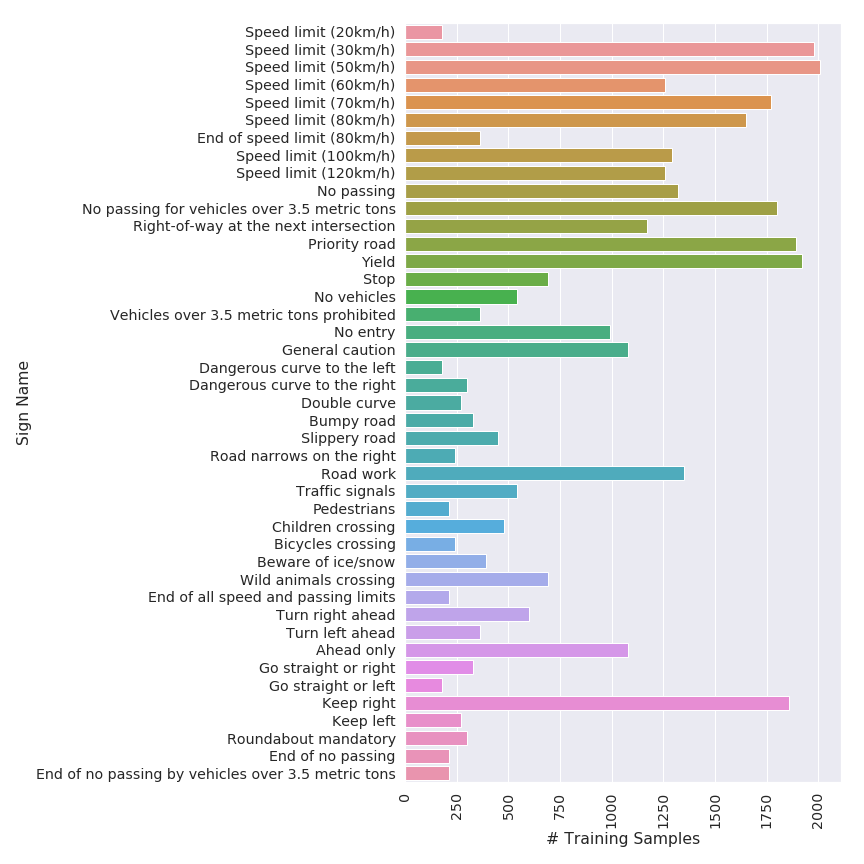 Speed limit (20km/h)
Speed limit (30km/h)
Speed limit (50km/h)
Speed limit (60km/h)
Speed limit (70km/h)
Speed limit (80km/h)
End of speed limit (80km/h)
Speed limit (100km/h)
Speed limit (120km/h)
No passing
No passing for vehicles over 3.5 metric tons
Right-of-way at the next intersection
Priority road
Yield
Stop
No vehicles
Vehicles over 3.5 metric tons prohibited
No entry
General caution
Dangerous curve to the left
Dangerous curve to the right
Double curve
Bumpy road
Slippery road
Road narrows on the right
Road work
Traffic signals
Pedestrians
Children crossing
Bicycles crossing
Beware of ice/snow
Wild animals crossing
End of all speed and passing limits
Turn right ahead
Turn left ahead
Ahead only
Go straight or right
Go straight or left
Keep right
Keep left
Roundabout mandatory
End of no passing
End of no passing by vehicles over 3.5 metric tons
Sign Name
0 250 500 750 1000 1250 1500 1750 2000
# Training Samples